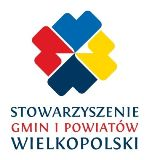 STOWARZYSZENIE
GMIN I POWIATÓW
WIELKOPOLSKI